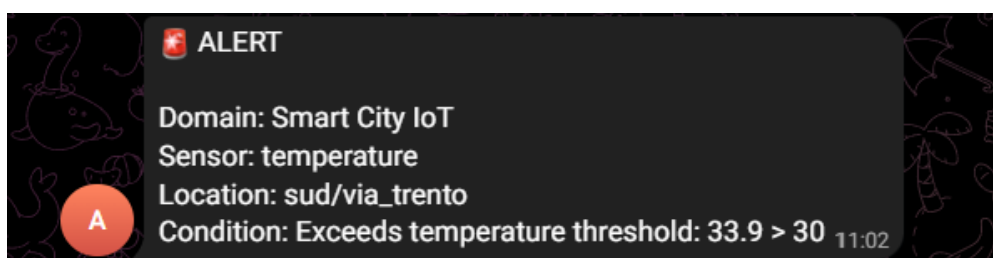 🚨 ALERT
Domain: Smart City IoT
Sensor: temperature
Location: sud/via_trento
A
Condition: Exceeds temperature threshold: 33.9 > 30 11:02